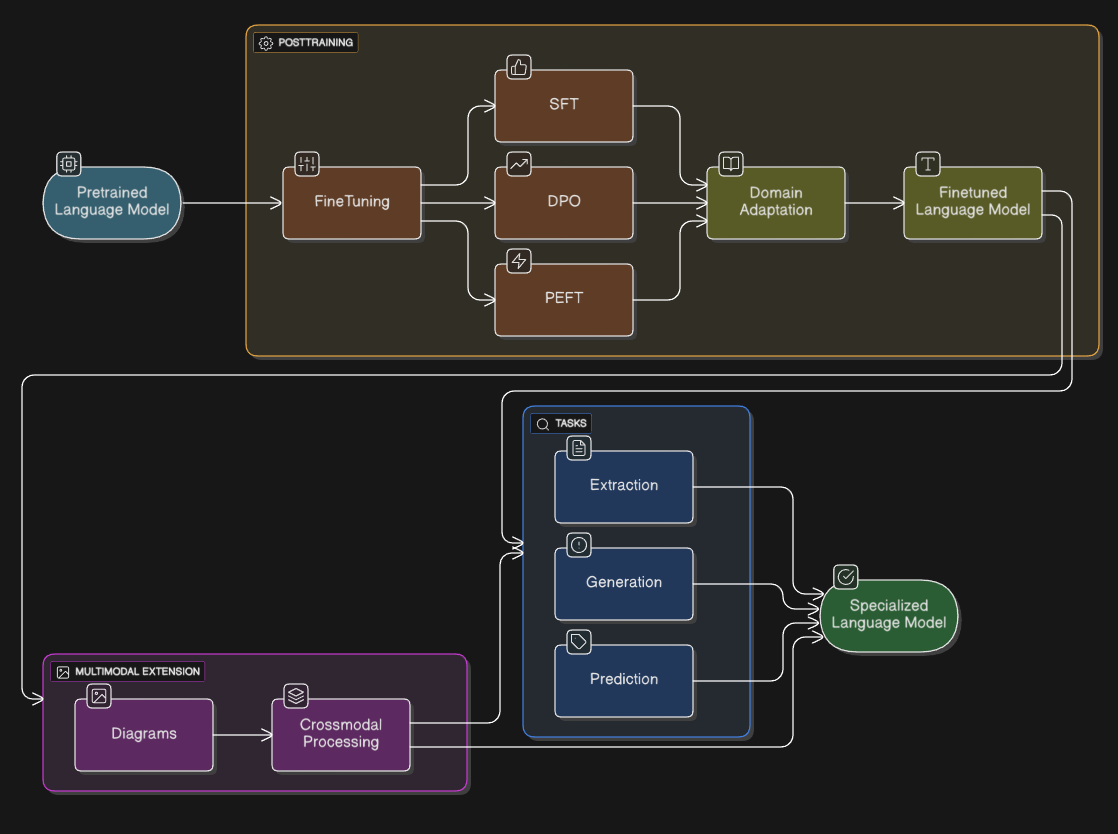 POSTTRAINING
SFT
Pretrained
Language Model
FineTuning
DPO
Domain
Adaptation
Finetuned
Language Model
PEFT
TASKS
Extraction
Generation
Specialized
Language Model
Prediction
MULTIMODAL EXTENSION
Diagrams
Crossmodal
Processing